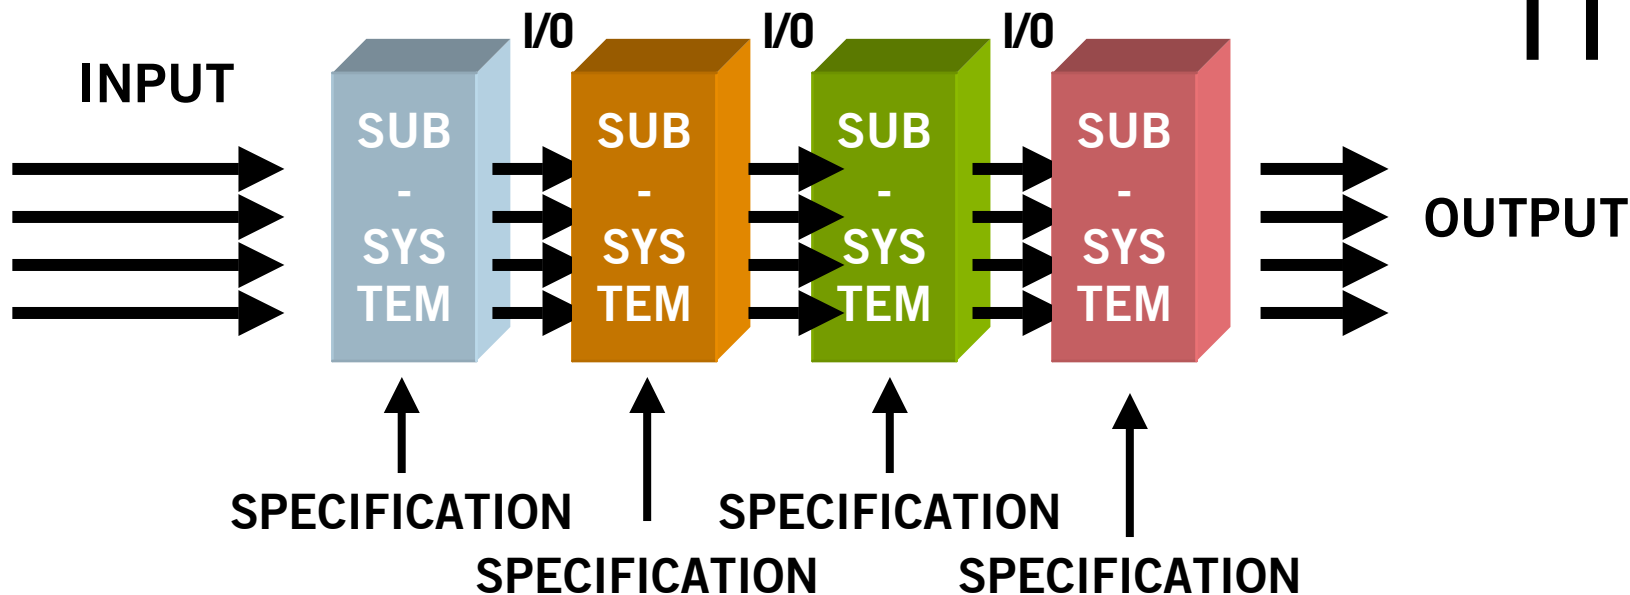 I/O I/O I/O
INPUT
SUB SUB SUB SUB
- - - -
SYS SYS SYS SYS
TEM TEM TEM TEM
OUTPUT
SPECIFICATION SPECIFICATION
SPECIFICATION SPECIFICATION